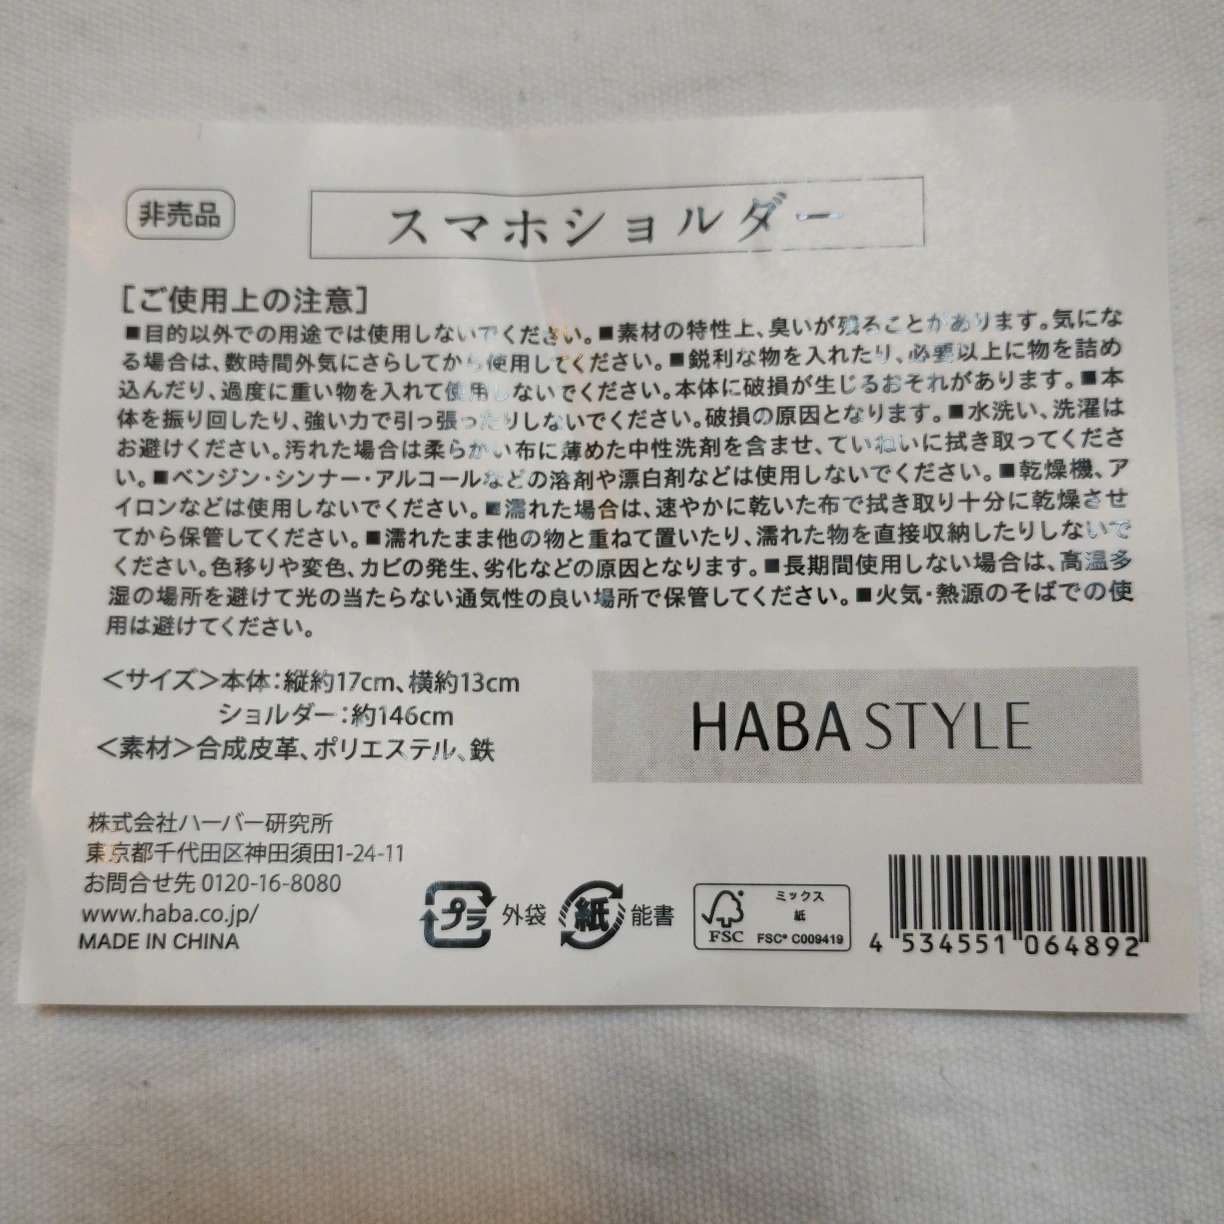 非売品
スマホショルダー
［ご使用上の注意］
■目的以外での用途では使用しないでください。■素材の特性上、臭いが残ることがあります。気にな
る場合は、数時間外気にさらしてから使用してください。■鋭利な物を入れたり、必要以上に物を詰め
込んだり、過度に重い物を入れて使用しないでください。本体に破損が生じるおそれがあります。■本
体を振り回したり、強い力で引っ張ったりしないでください。破損の原因となります。■水洗い、洗濯は
お避けください。汚れた場合は柔らかい布に薄めた中性洗剤を含ませ、ていねいに拭き取ってくださ
い。■ベンジン・シンナー・アルコールなどの溶剤や漂白剤などは使用しないでください。■乾燥機、ア
イロンなどは使用しないでください。■濡れた場合は、速やかに乾いた布で拭き取り十分に乾燥させ
てから保管してください。■濡れたまま他の物と重ねて置いたり、濡れた物を直接収納したりしないで
ください。色移りや変色、カビの発生、劣化などの原因となります。■長期間使用しない場合は、高温多
湿の場所を避けて光の当たらない通気性の良い場所で保管してください。■火気・熱源のそばでの使
用は避けてください。
＜サイズ＞本体：縦約17cm、横約13cm
ショルダー：約146cm
＜素材＞合成皮革、ポリエステル、鉄
HABA STYLE
株式会社ハーバー研究所
東京都千代田区神田須田1-24-11
お問合せ先 0120-16-8080
www.haba.co.jp/
MADE IN CHINA
プラ 外袋 紙 能書
FSC
ミックス
紙
FSC® C009419
4 534551 064892